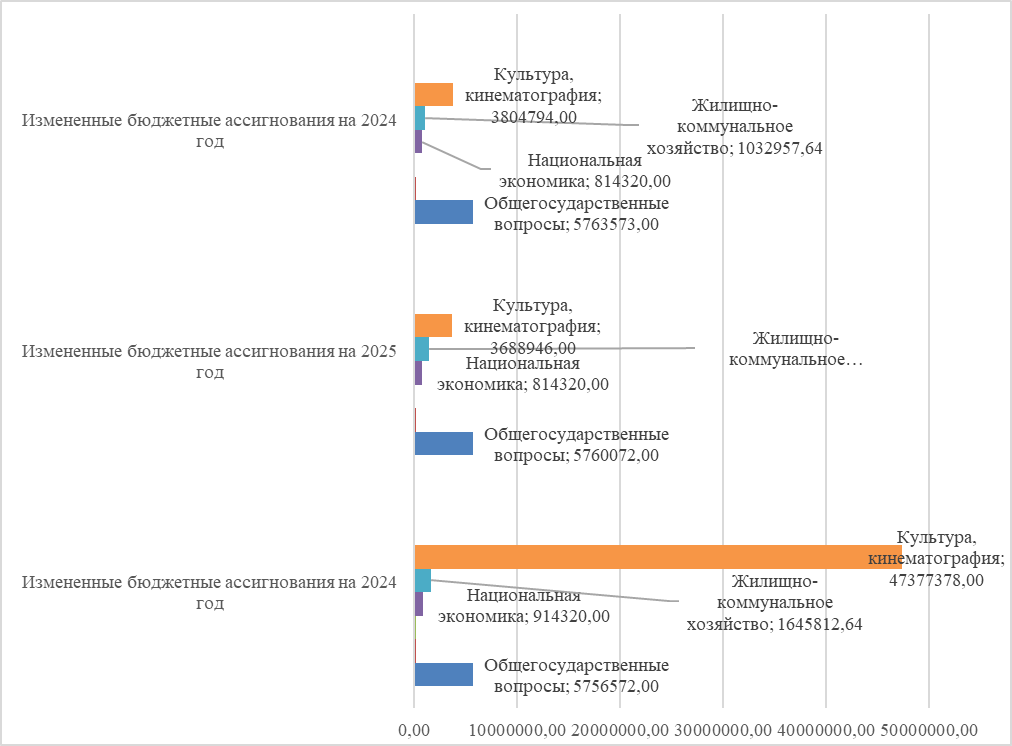 Культура,
кинематография;
3804794,00
Жилищно-
коммунальное
хозяйство; 1032957,64
Измененные бюджетные ассигнования на 2024
год
Национальная
экономика; 814320,00
Общегосударственные
вопросы; 5763573,00
Культура,
кинематография;
3688946,00
Жилищно-
коммунальное…
Измененные бюджетные ассигнования на 2025
год
Национальная
экономика; 814320,00
Общегосударственные
вопросы; 5760072,00
Культура,
кинематография;
47377378,00
Жилищно-
коммунальное
хозяйство; 1645812,64
Измененные бюджетные ассигнования на 2024
год
Национальная
экономика; 914320,00
Общегосударственные
вопросы; 5756572,00
0,00 10000000,00 20000000,00 30000000,00 40000000,00 50000000,00